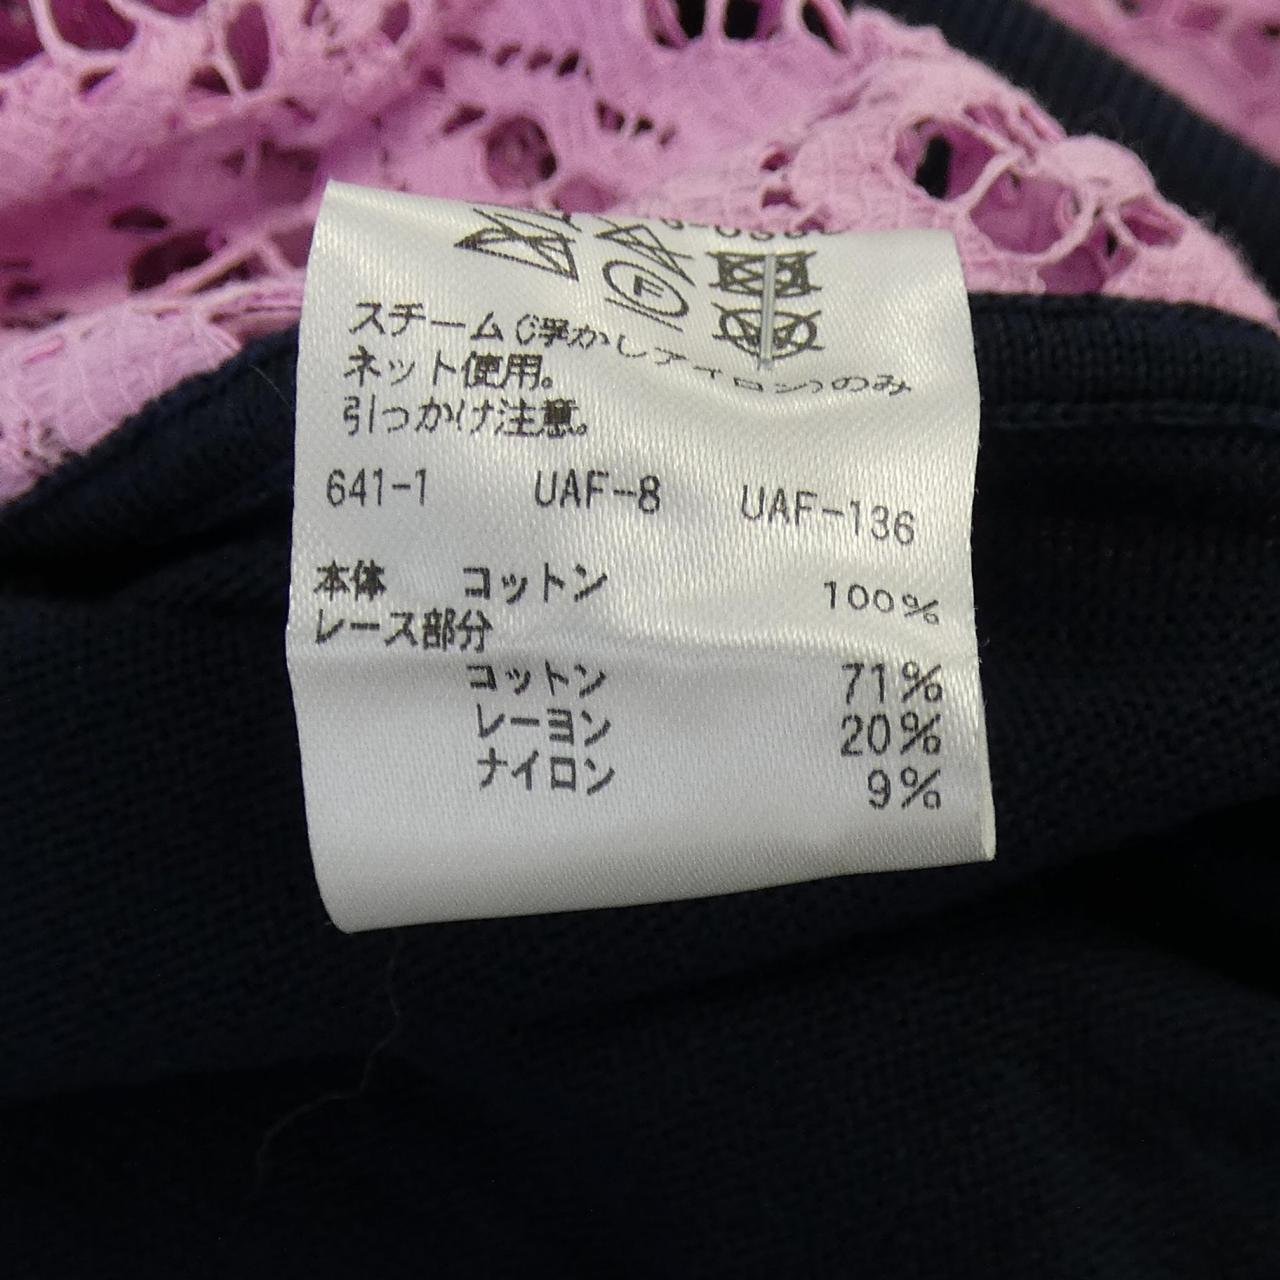 F
スチーム(浮かしアイロン)のみ
ネット使用。
引っかけ注意。
641-1 UAF-8 UAF-136
本体 コットン 100%
レース部分
コットン 71%
レーヨン 20%
ナイロン 9%